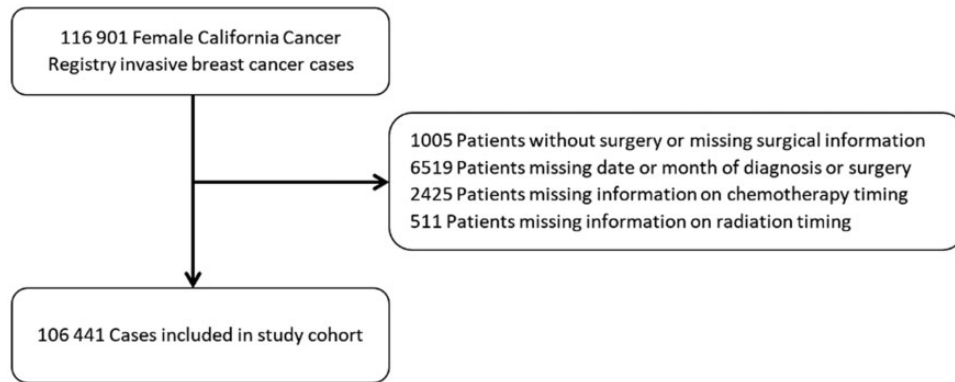 116 901 Female California Cancer
Registry invasive breast cancer cases
1005 Patients without surgery or missing surgical information
6519 Patients missing date or month of diagnosis or surgery
2425 Patients missing information on chemotherapy timing
511 Patients missing information on radiation timing
106 441 Cases included in study cohort